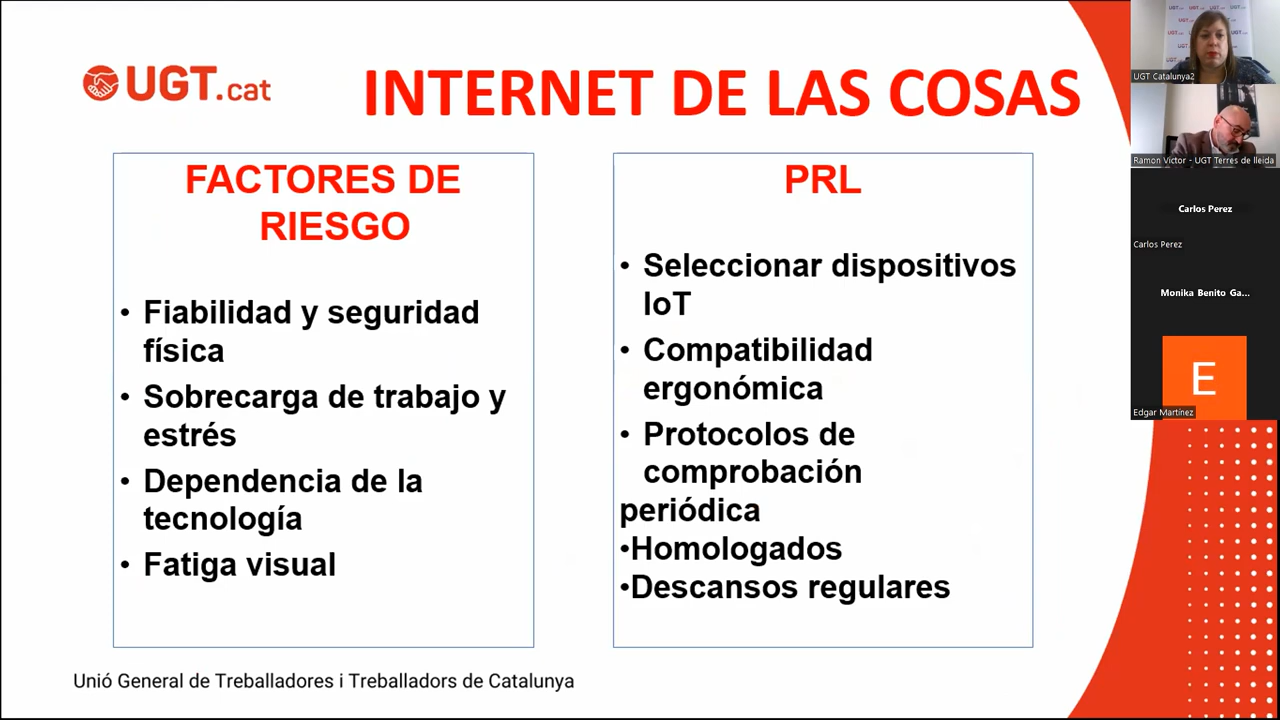 UGT.cat
INTERNET DE LAS COSAS
FACTORES DE
RIESGO
• Fiabilidad y seguridad
física
• Sobrecarga de trabajo y
estrés
• Dependencia de la
tecnología
• Fatiga visual
PRL
• Seleccionar dispositivos
IoT
• Compatibilidad
ergonómica
• Protocolos de
comprobación
periódica
•Homologados
•Descansos regulares
Unió General de Treballadores i Treballadors de Catalunya
UGT Catalunya2
Ramon Victor - UGT Terres de lleida
Carlos Perez
Carlos Perez
Monika Benito Ga...
E
Edgar Martínez